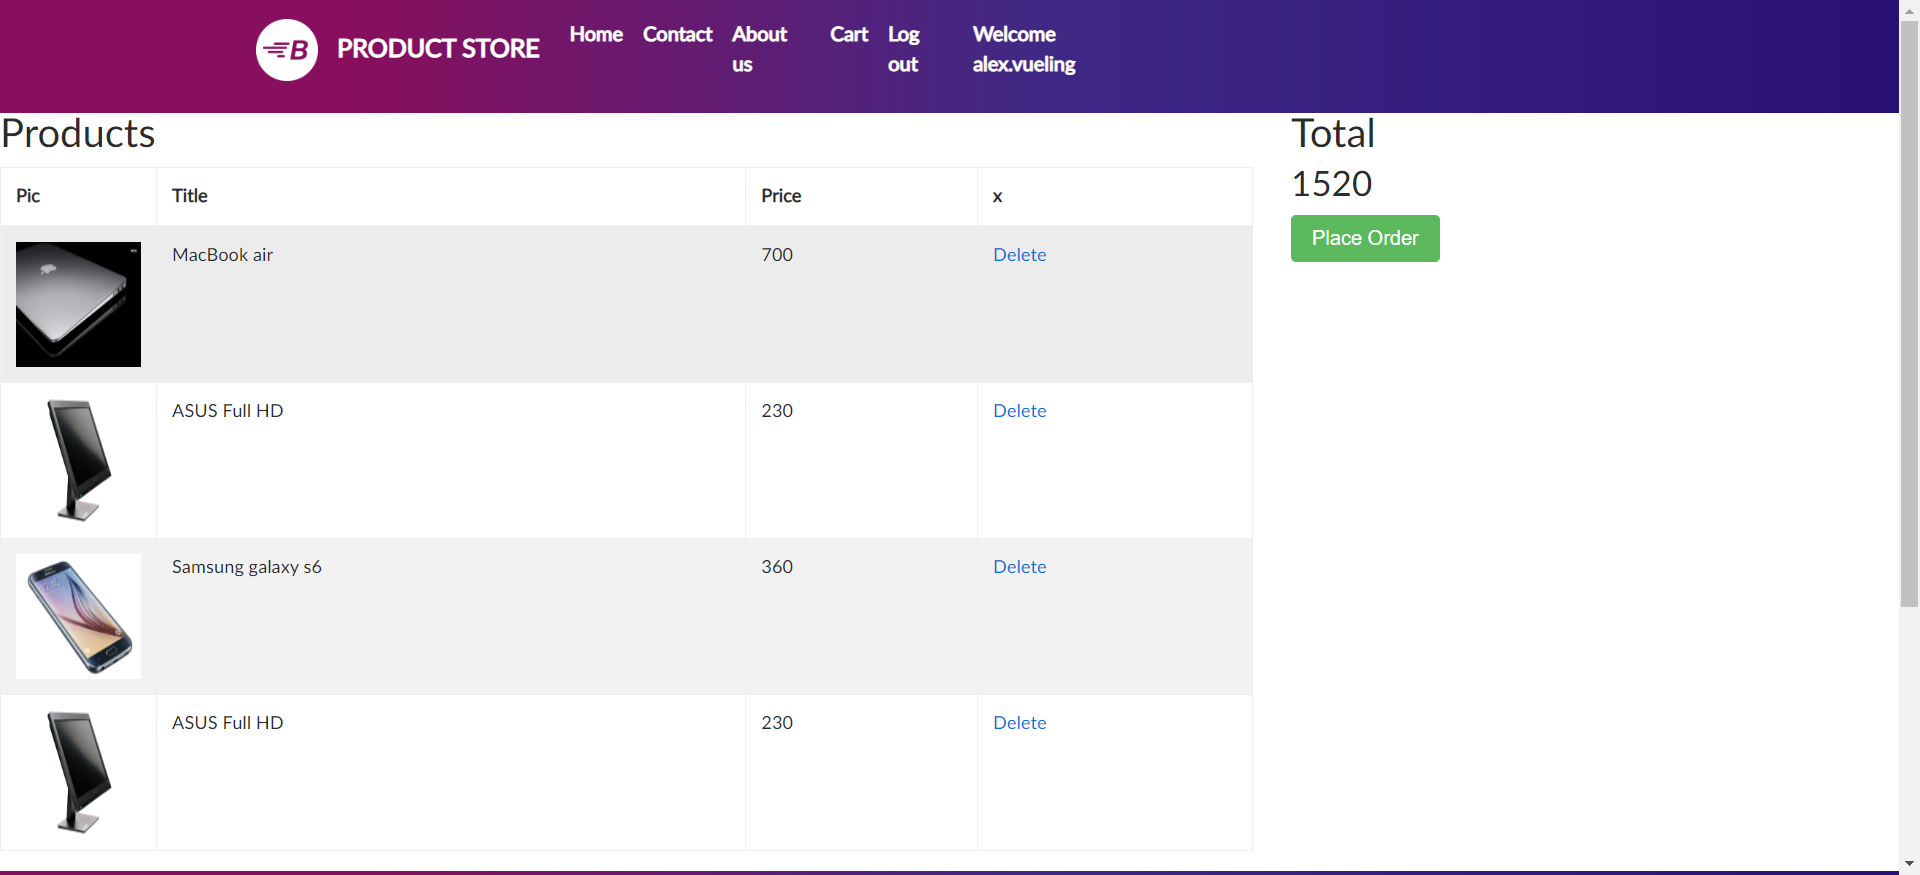 B
PRODUCT STORE
Home
Contact
About
us
Cart
Log
out
Welcome
alex.vueling
Products
Pic
Title
Price
x
MacBook air
700
Delete
ASUS Full HD
230
Delete
Samsung galaxy s6
360
Delete
ASUS Full HD
230
Delete
Total
1520
Place Order